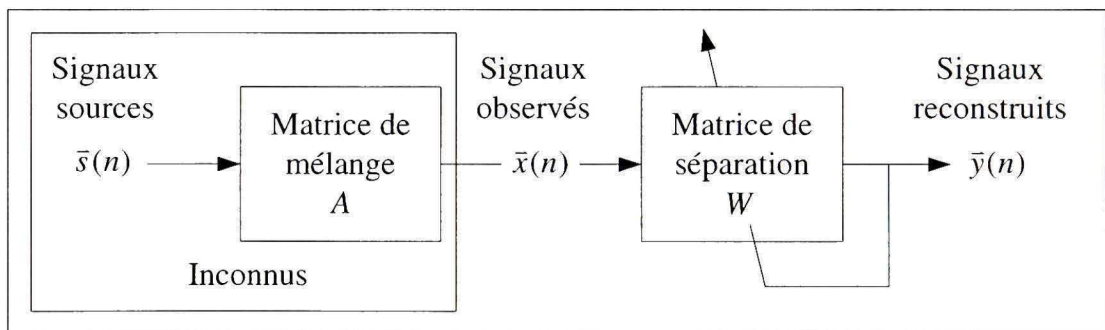 Signaux
sources
s̄(n)
Matrice de
mélange
A
Inconnus
Signaux
observés
x̄(n)
Matrice de
séparation
W
Signaux
reconstruits
ȳ(n)